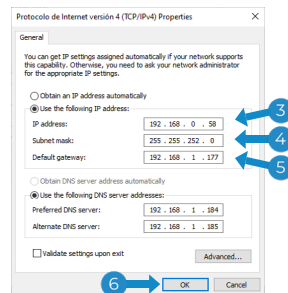 Protocolo de Internet versión 4 (TCP/IPv4) Properties
General
You can get IP settings assigned automatically if your network supports
this capability. Otherwise, you need to ask your network administrator
for the appropriate IP settings.
Obtain an IP address automatically
Use the following IP address:
IP address: 192 . 168 . 0 . 58
3
Subnet mask: 255 . 255 . 252 . 0
4
Default gateway: 192 . 168 . 1 . 177
5
Obtain DNS server address automatically
Use the following DNS server addresses:
Preferred DNS server: 192 . 168 . 1 . 184
Alternate DNS server: 192 . 168 . 1 . 185
Validate settings upon exit
Advanced...
6
OK
Cancel